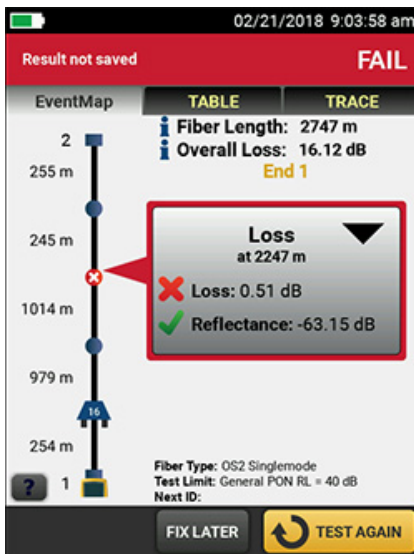 02/21/2018 9:03:58 am
Result not saved
FAIL
EventMap
TABLE
TRACE
Fiber Length: 2747 m
Overall Loss: 16.12 dB
End 1
2
255 m
245 m
1014 m
979 m
16
254 m
1
?
Loss
at 2247 m
Loss: 0.51 dB
Reflectance: -63.15 dB
Fiber Type: OS2 Singlemode
Test Limit: General PON RL = 40 dB
Next ID:
FIX LATER
TEST AGAIN